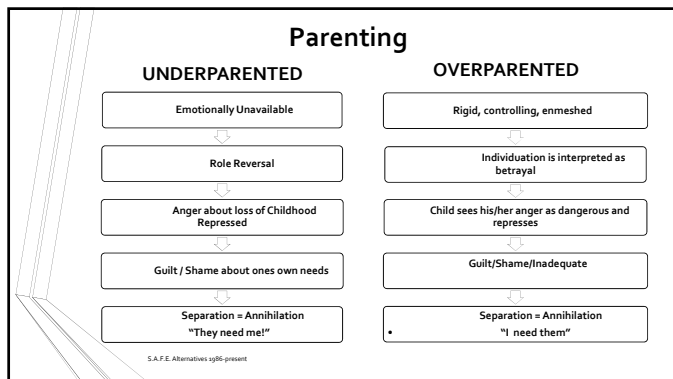 Parenting
UNDERPARENTED
Emotionally Unavailable
Role Reversal
Anger about loss of Childhood
Repressed
Guilt / Shame about ones own needs
Separation = Annihilation
“They need me!”
S.A.F.E. Alternatives 1986-present
OVERPARENTED
Rigid, controlling, enmeshed
Individuation is interpreted as
betrayal
Child sees his/her anger as dangerous and
represses
Guilt/Shame/Inadequate
Separation = Annihilation
• “I need them”